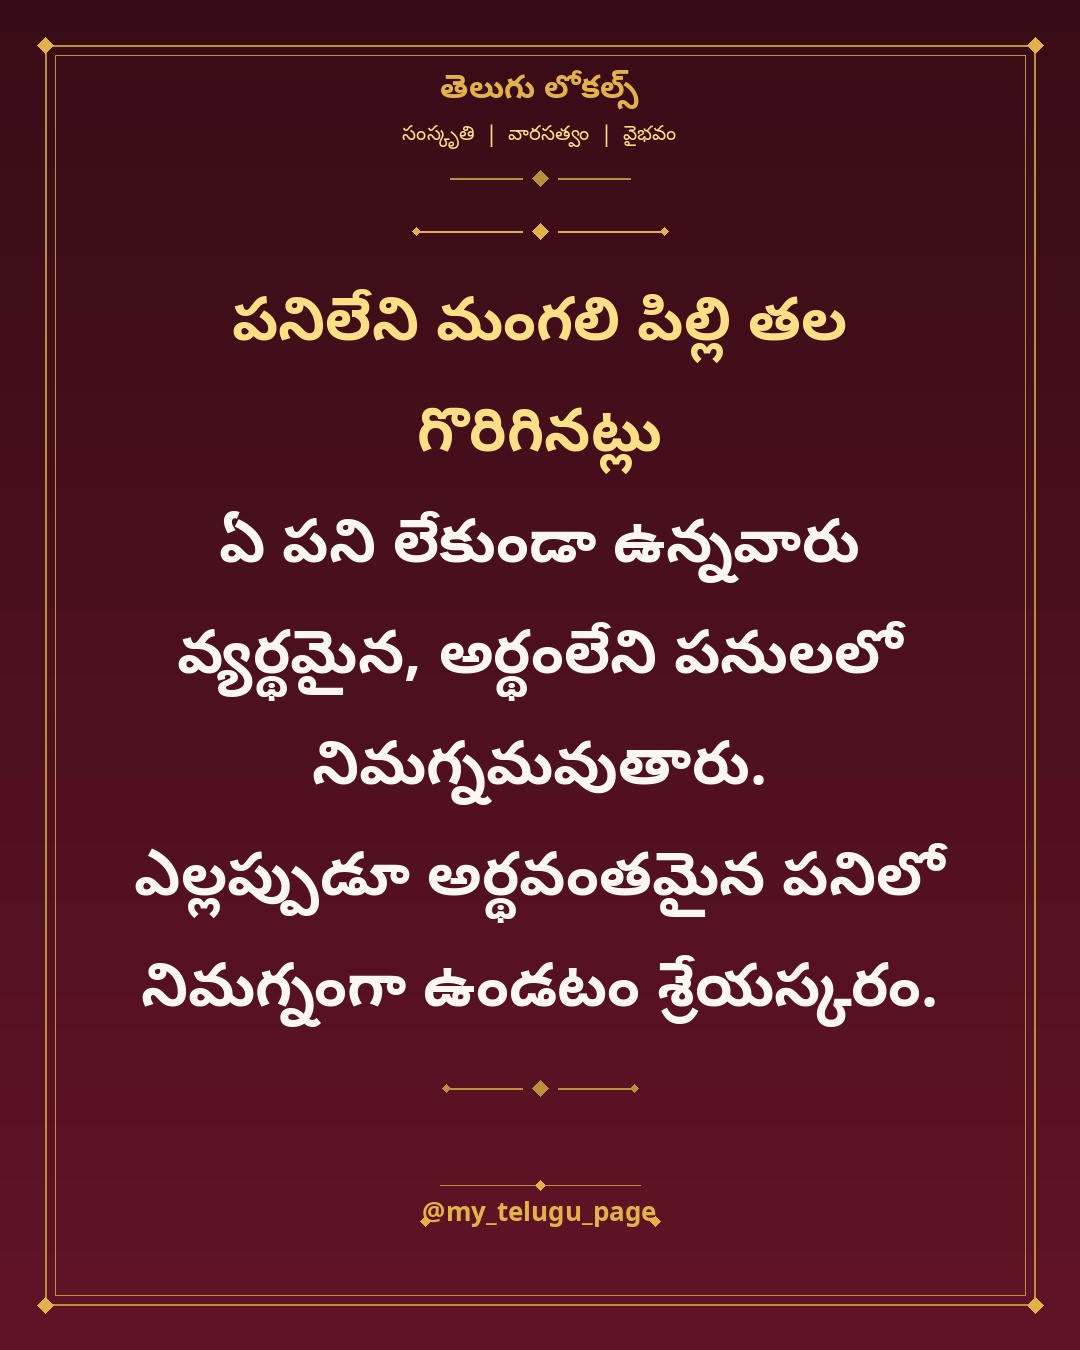 తెలుగు లోకల్స్
సంస్కృతి | వారసత్వం | వైభవం
పనిలేని మంగలి పిల్లి తల
గొరిగినట్లు
ఏ పని లేకుండా ఉన్నవారు
వ్యర్థమైన, అర్థంలేని పనులలో
నిమగ్నమవుతారు.
ఎల్లప్పుడూ అర్థవంతమైన పనిలో
నిమగ్నంగా ఉండటం శ్రేయస్కరం.
@my_telugu_page